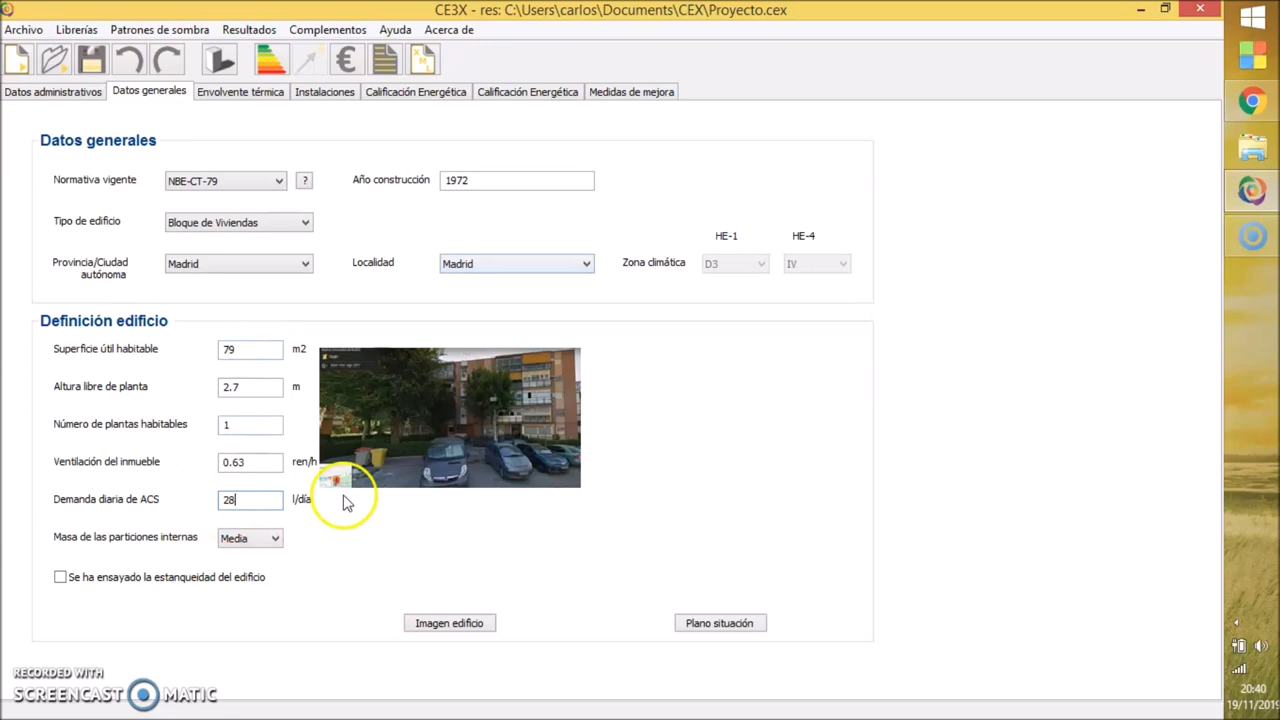 CE3X - res: C:\Users\carlos\Documents\CEX\Proyecto.cex
Archivo Librerías Patrones de sombra Resultados Complementos Ayuda Acerca de
Datos administrativos Datos generales Envolvente térmica Instalaciones Calificación Energética Calificación Energética Medidas de mejora
Datos generales
Normativa vigente NBE-CT-79 ? Año construcción 1972
Tipo de edificio Bloque de Viviendas
HE-1 HE-4
Provincia/Ciudad autónoma Madrid Localidad Madrid Zona climática D3 IV
Definición edificio
Superficie útil habitable 79 m2
Altura libre de planta 2.7 m
Número de plantas habitables 1
Ventilación del inmueble 0.63 ren/h
Demanda diaria de ACS 28 l/día
Masa de las particiones internas Media
Se ha ensayado la estanqueidad del edificio
Imagen edificio Plano situación
RECORDED WITH
SCREENCAST MATIC
20:40
19/11/2019